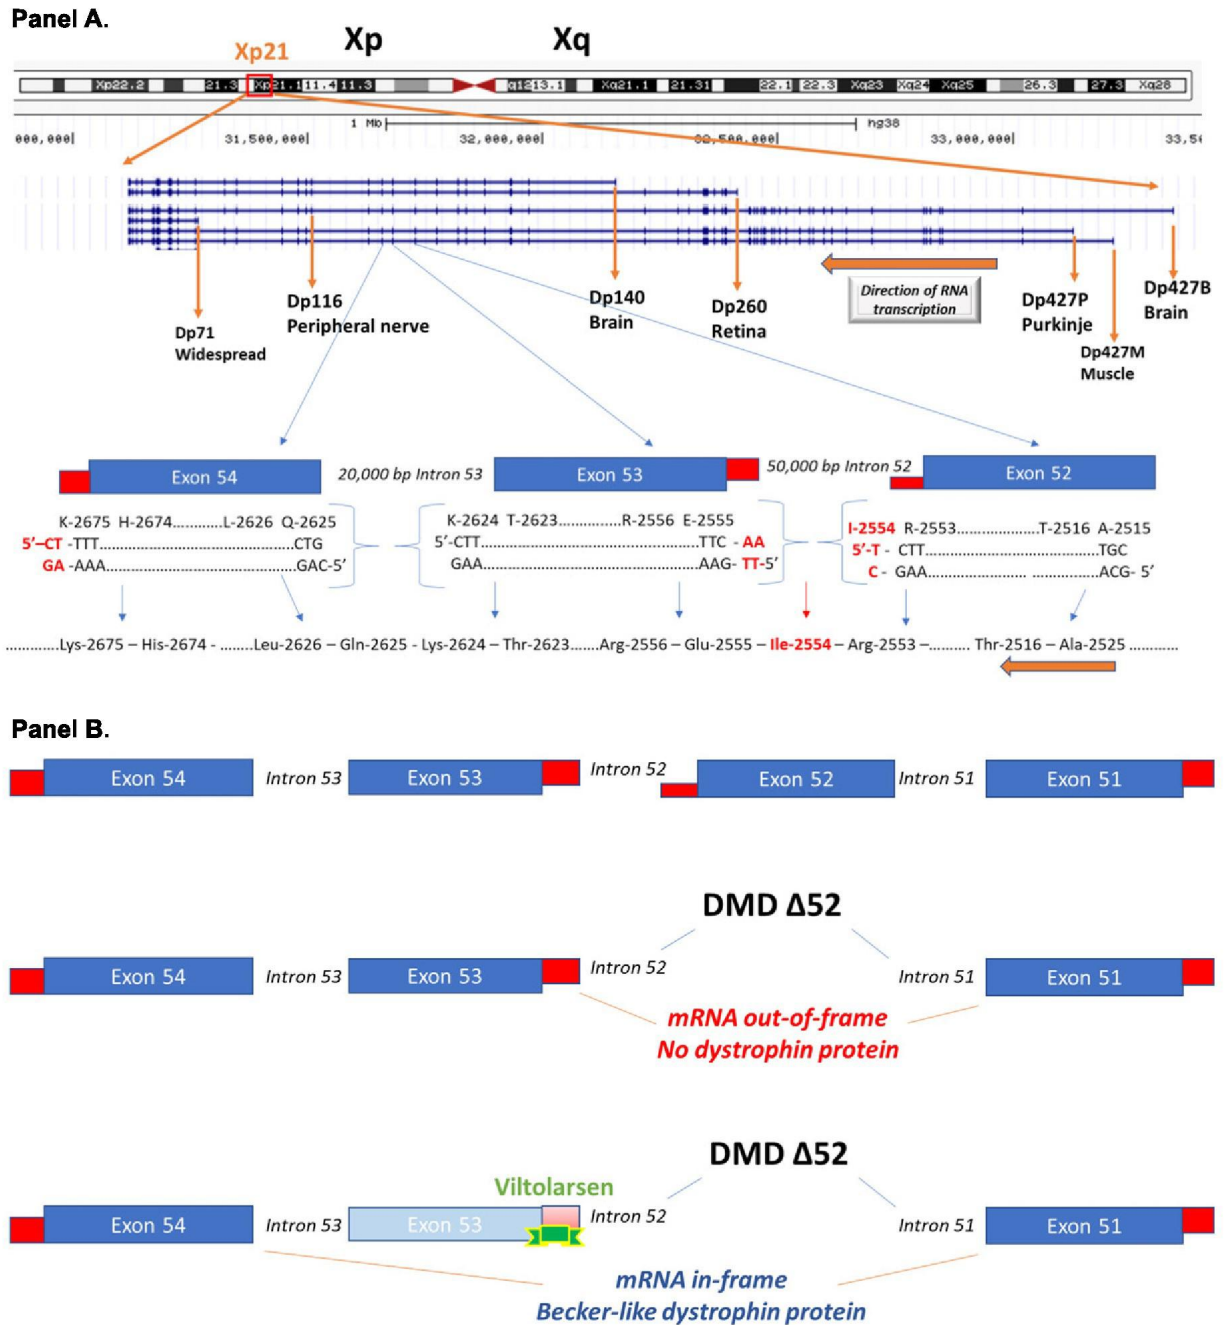 Panel A.
Xp Xq
Xp21
Xp22.2 21.3 Xp21.1 11.4 11.3 q12 13.1 Xq21.1 21.31 22.1 22.3 Xq23 Xq24 Xq25 26.3 27.3 Xq28
1 Mb hg38
000,000| 31,500,000| 32,000,000| 32,500,000| 33,000,000| 33,5
Direction of RNA
transcription
Dp71
Widespread
Dp116
Peripheral nerve
Dp140
Brain
Dp260
Retina
Dp427P
Purkinje
Dp427M
Muscle
Dp427B
Brain
Exon 54 20,000 bp Intron 53 Exon 53 50,000 bp Intron 52 Exon 52
K-2675 H-2674...........L-2626 Q-2625
5'–CT -TTT.......................................CTG
GA -AAA.......................................GAC-5'
K-2624 T-2623..............R-2556 E-2555
5'-CTT...........................................TTC - AA
GAA...........................................AAG- TT-5'
I-2554 R-2553..................T-2516 A-2515
5'-T - CTT.......................................TGC
C - GAA..................... ..............ACG- 5'
.............Lys-2675 – His-2674 - ........Leu-2626 – Gln-2625 - Lys-2624 – Thr-2623.......Arg-2556 – Glu-2555 – Ile-2554 – Arg-2553 –.......... Thr-2516 – Ala-2525 ............
Panel B.
Exon 54 Intron 53 Exon 53 Intron 52 Exon 52 Intron 51 Exon 51
DMD Δ52
Exon 54 Intron 53 Exon 53 Intron 52 Intron 51 Exon 51
mRNA out-of-frame
No dystrophin protein
DMD Δ52
Viltolarsen
Exon 54 Intron 53 Exon 53 Intron 52 Intron 51 Exon 51
mRNA in-frame
Becker-like dystrophin protein